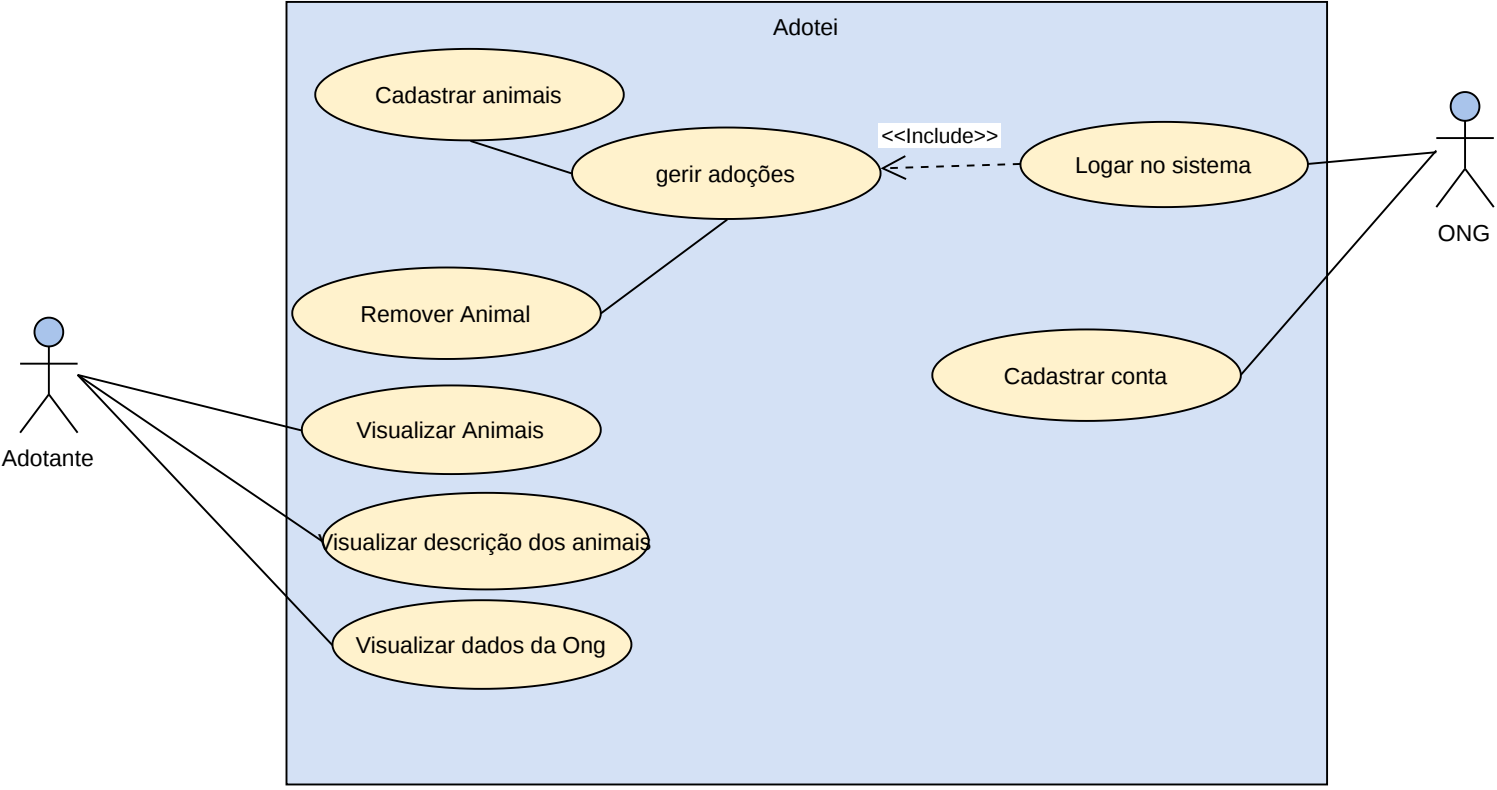 Adotei
Cadastrar animais
<<Include>>
gerir adoções
Logar no sistema
ONG
Remover Animal
Cadastrar conta
Visualizar Animais
Adotante
Visualizar descrição dos animais
Visualizar dados da Ong